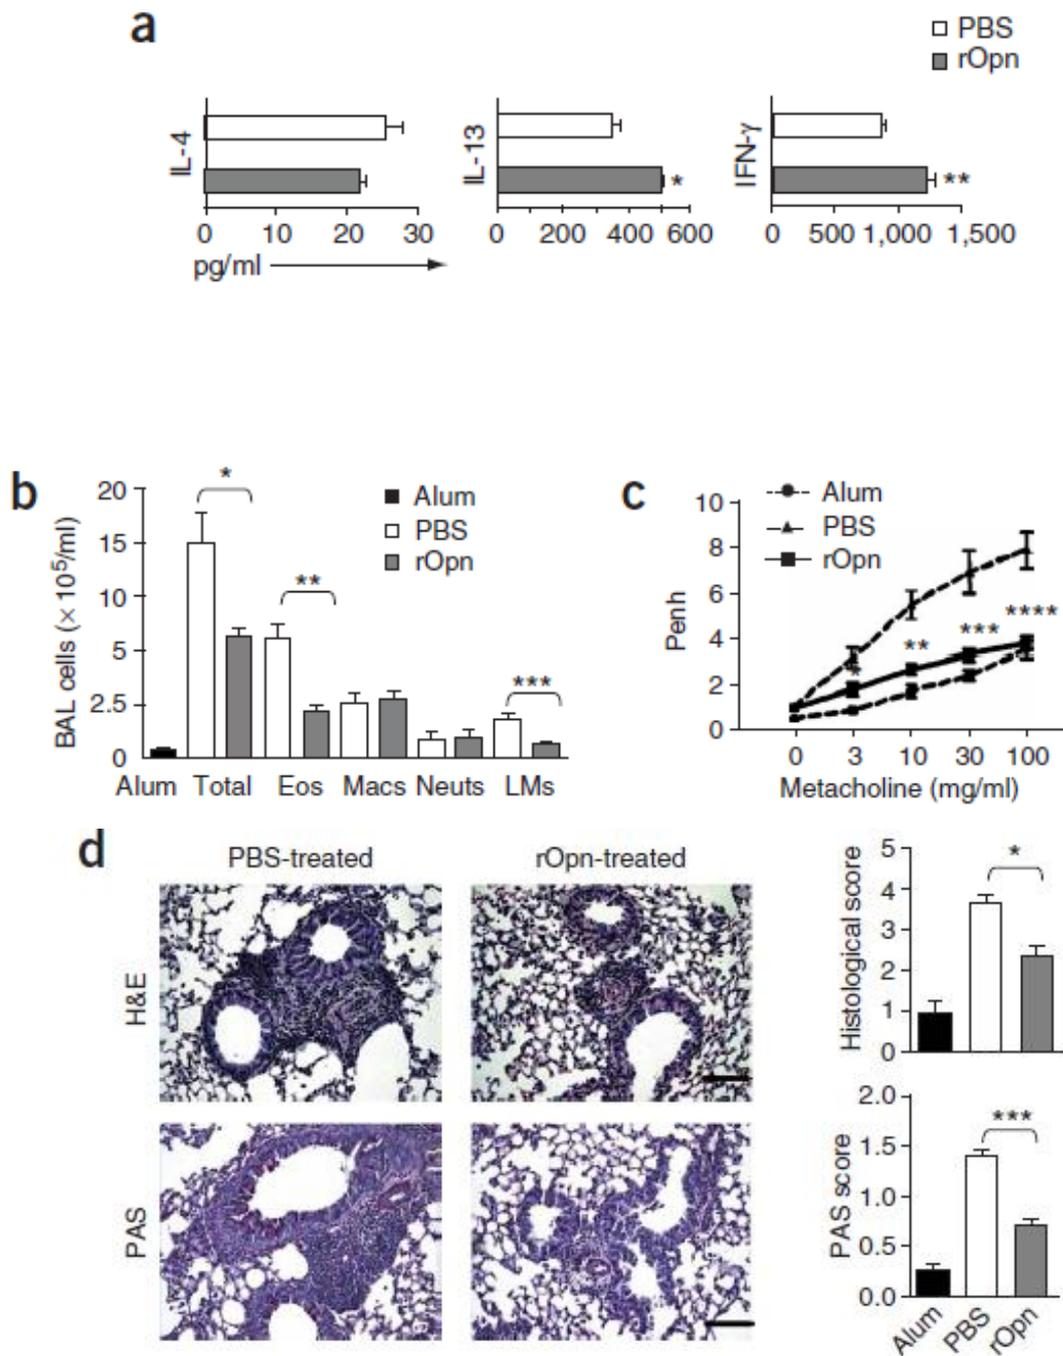 a
PBS
rOpn
IL-4
0 10 20 30
pg/ml
IL-13
*
0 200 400 600
IFN-γ
**
0 500 1,000 1,500
b
BAL cells (× 10⁵/ml)
20
15
10
5
2.5
0
*
**
***
Alum
PBS
rOpn
Alum Total Eos Macs Neuts LMs
c
Penh
10
8
6
4
2
0
Alum
PBS
rOpn
*
**
***
****
0 3 10 30 100
Metacholine (mg/ml)
d
PBS-treated rOpn-treated
H&E
PAS
Histological score
5
4
3
2
1
0
*
PAS score
2.0
1.5
1.0
0.5
0.0
***
Alum PBS rOpn